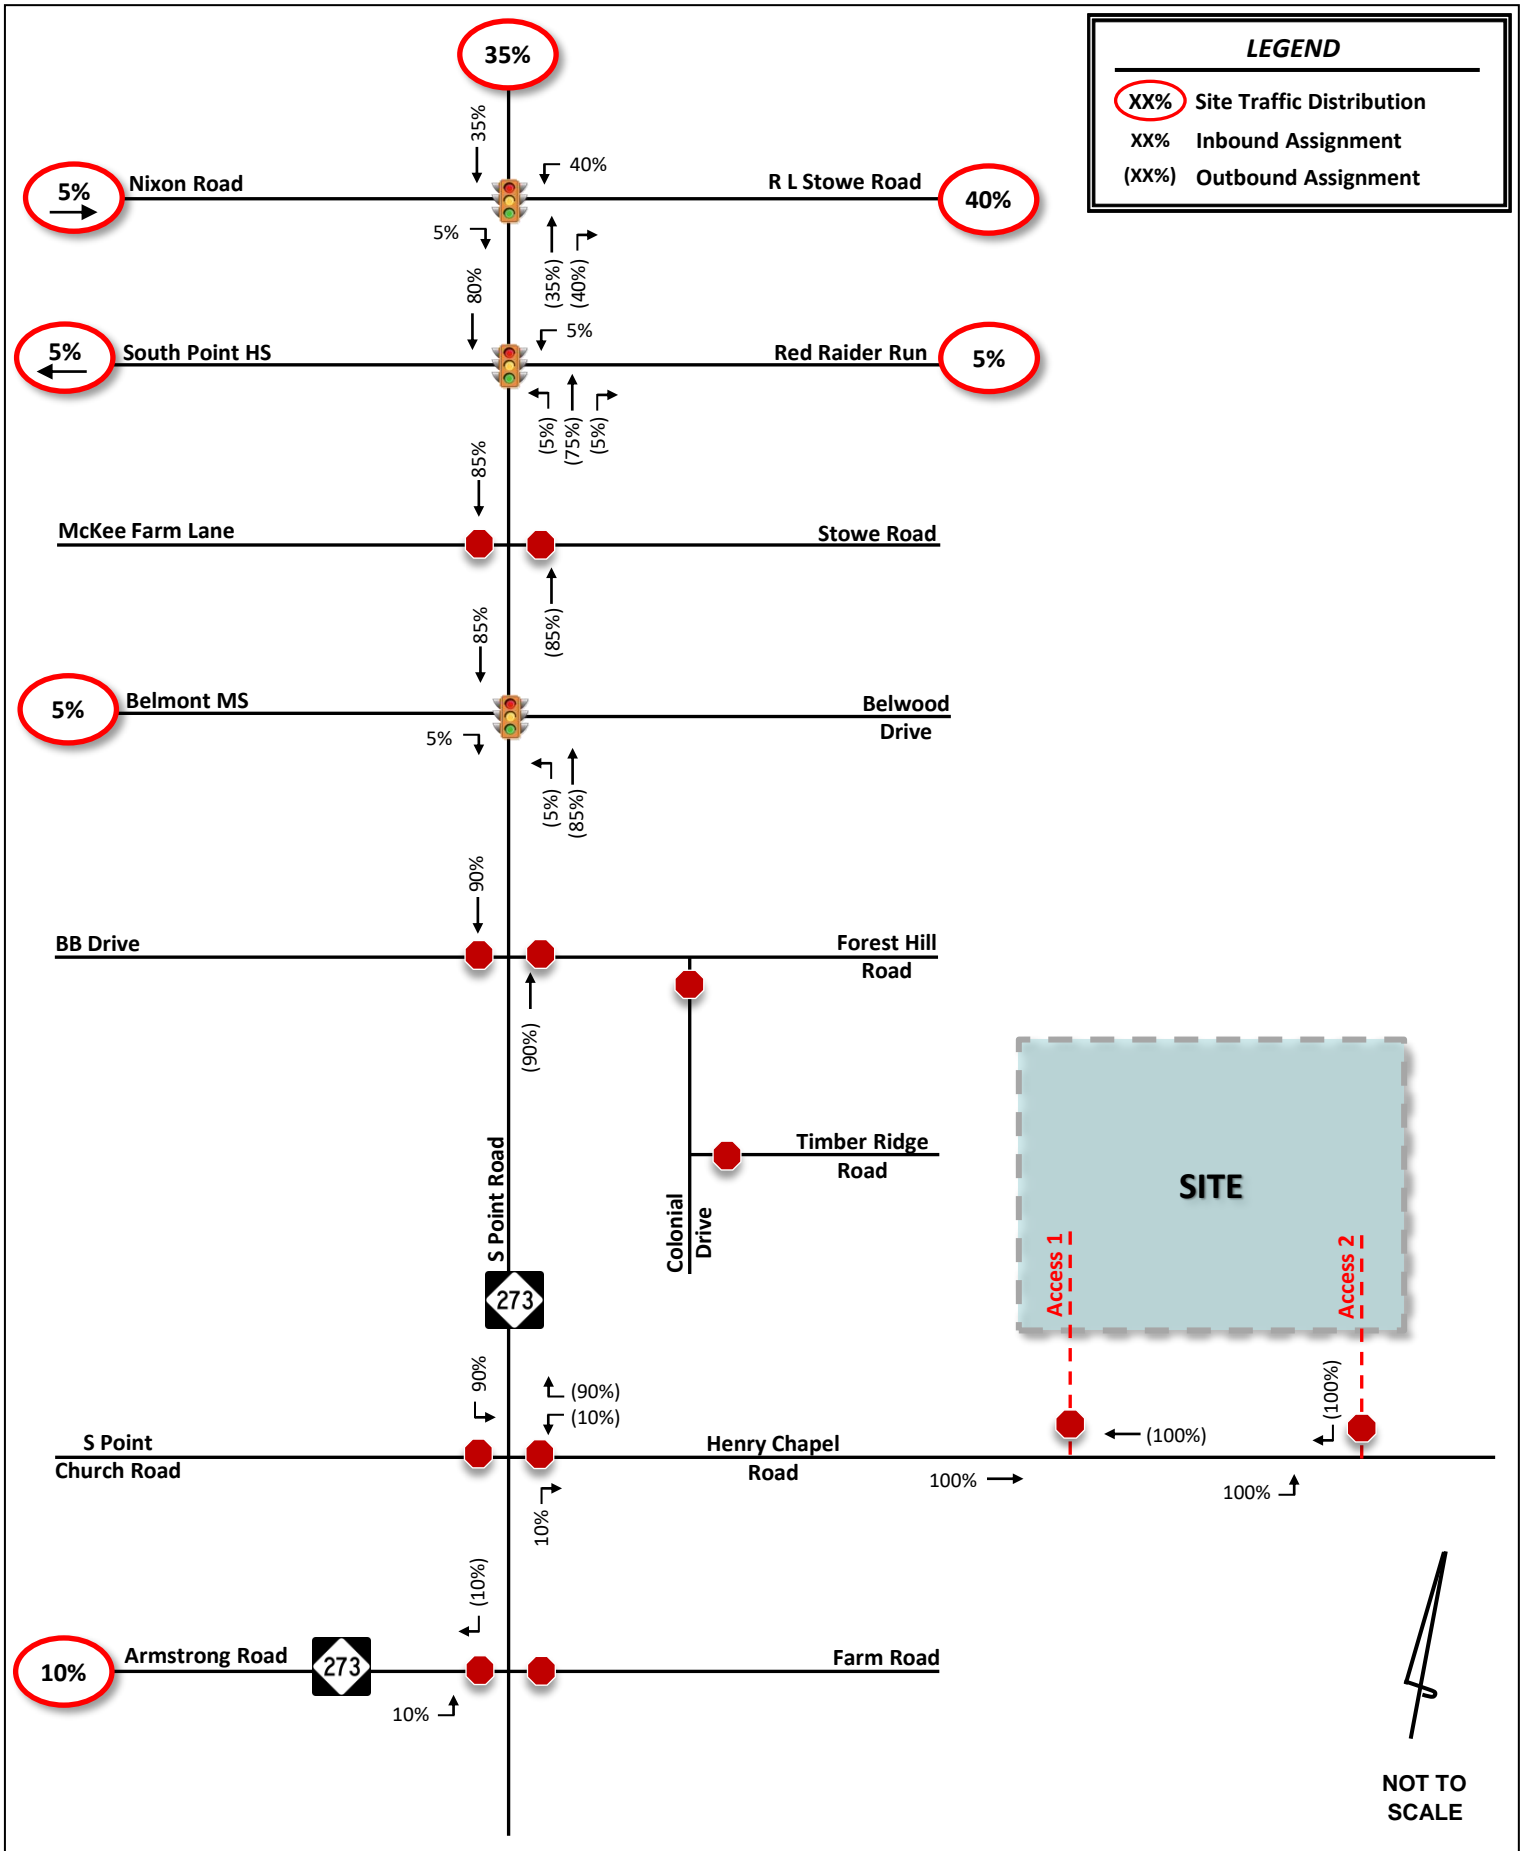 35%
LEGEND
XX% Site Traffic Distribution
XX% Inbound Assignment
(XX%) Outbound Assignment
35%
40%
5%
Nixon Road
R L Stowe Road
40%
5%
80%
(35%)
(40%)
5%
5%
South Point HS
Red Raider Run
5%
(5%)
(75%)
(5%)
85%
McKee Farm Lane
Stowe Road
85%
(85%)
5%
Belmont MS
Belwood
Drive
5%
(5%)
(85%)
90%
BB Drive
Forest Hill
Road
(90%)
S Point Road
Timber Ridge
Road
Colonial
Drive
SITE
Access 1
Access 2
273
90%
(90%)
(10%)
(100%)
(100%)
S Point
Church Road
Henry Chapel
Road
100%
100%
10%
(10%)
10%
Armstrong Road
273
Farm Road
10%
NOT TO
SCALE